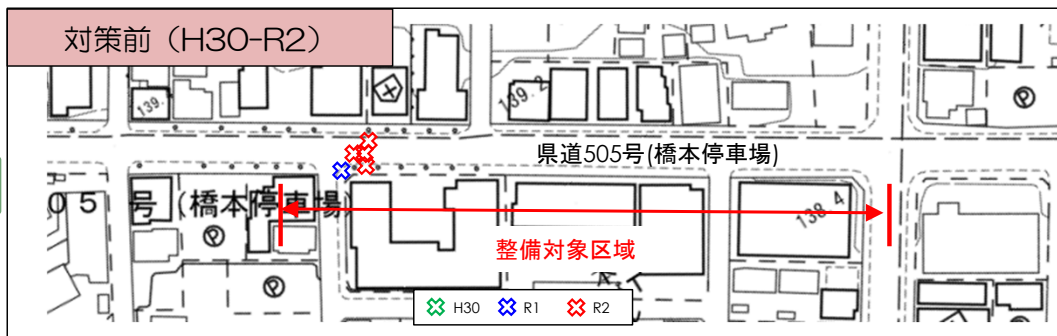 対策前（H30-R2）
139.
139.2
Ⓟ
県道505号(橋本停車場)
05 号（橋本停車場）
138.4
Ⓟ
整備対象区域
Ⓟ
H30 R1 R2